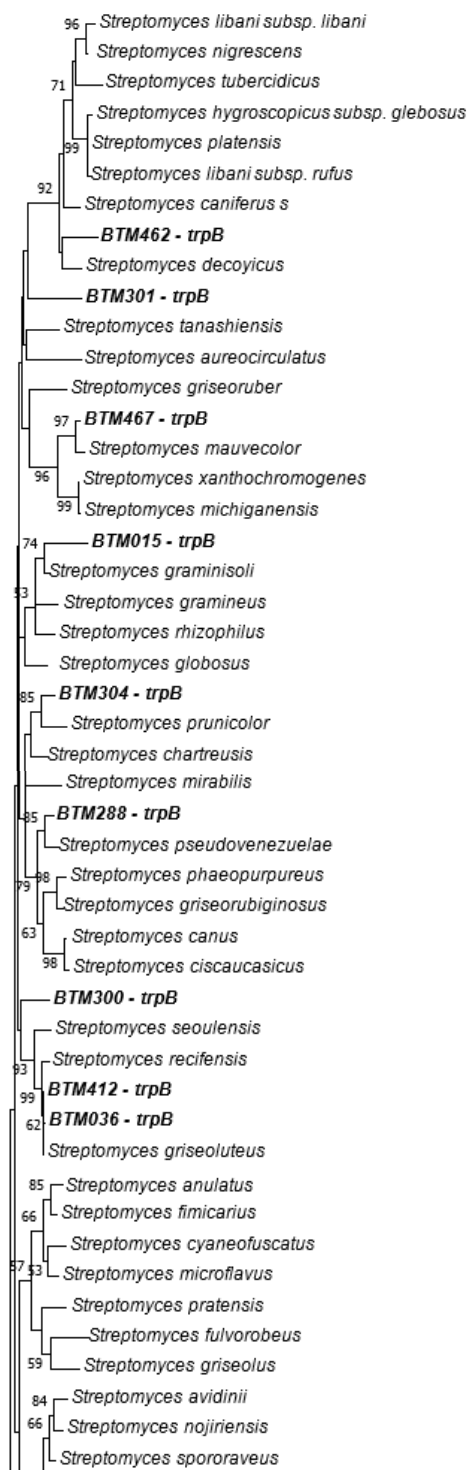 96
Streptomyces libani subsp. libani
Streptomyces nigrescens
71
Streptomyces tubercidicus
Streptomyces hygroscopicus subsp. glebosus
99
Streptomyces platensis
Streptomyces libani subsp. rufus
92
Streptomyces caniferus s
BTM462 - trpB
Streptomyces decoyicus
BTM301 - trpB
Streptomyces tanashiensis
Streptomyces aureocirculatus
Streptomyces griseoruber
97
BTM467 - trpB
Streptomyces mauvecolor
96
Streptomyces xanthochromogenes
99
Streptomyces michiganensis
74
BTM015 - trpB
Streptomyces graminisoli
53
Streptomyces gramineus
Streptomyces rhizophilus
Streptomyces globosus
85
BTM304 - trpB
Streptomyces prunicolor
Streptomyces chartreusis
Streptomyces mirabilis
85
BTM288 - trpB
Streptomyces pseudovenezuelae
79
98
Streptomyces phaeopurpureus
Streptomyces griseorubiginosus
63
Streptomyces canus
98
Streptomyces ciscaucasicus
BTM300 - trpB
Streptomyces seoulensis
93
Streptomyces recifensis
99
BTM412 - trpB
62
BTM036 - trpB
Streptomyces griseoluteus
85
Streptomyces anulatus
66
Streptomyces fimicarius
Streptomyces cyaneofuscatus
53
Streptomyces microflavus
Streptomyces pratensis
Streptomyces fulvorobeus
59
Streptomyces griseolus
84
Streptomyces avidinii
66
Streptomyces nojiriensis
Streptomyces spororaveus